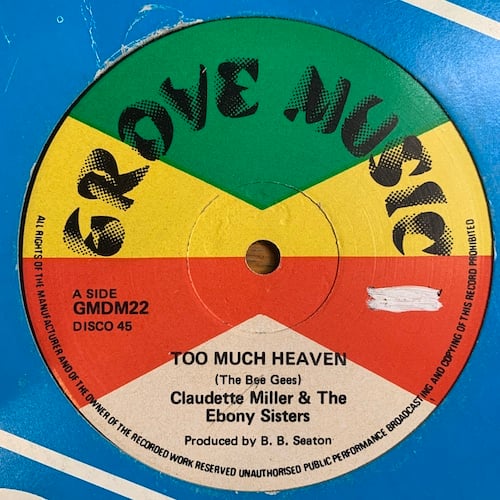 GROVE MUSIC
A SIDE
GMDM22
DISCO 45
TOO MUCH HEAVEN
(The Bee Gees)
Claudette Miller & The
Ebony Sisters
Produced by B. B. Seaton
ALL RIGHTS OF THE MANUFACTURER AND OF THE OWNER OF THE RECORDED WORK RESERVED UNAUTHORISED PUBLIC PERFORMANCE BROADCASTING AND COPYING OF THIS RECORD PROHIBITED